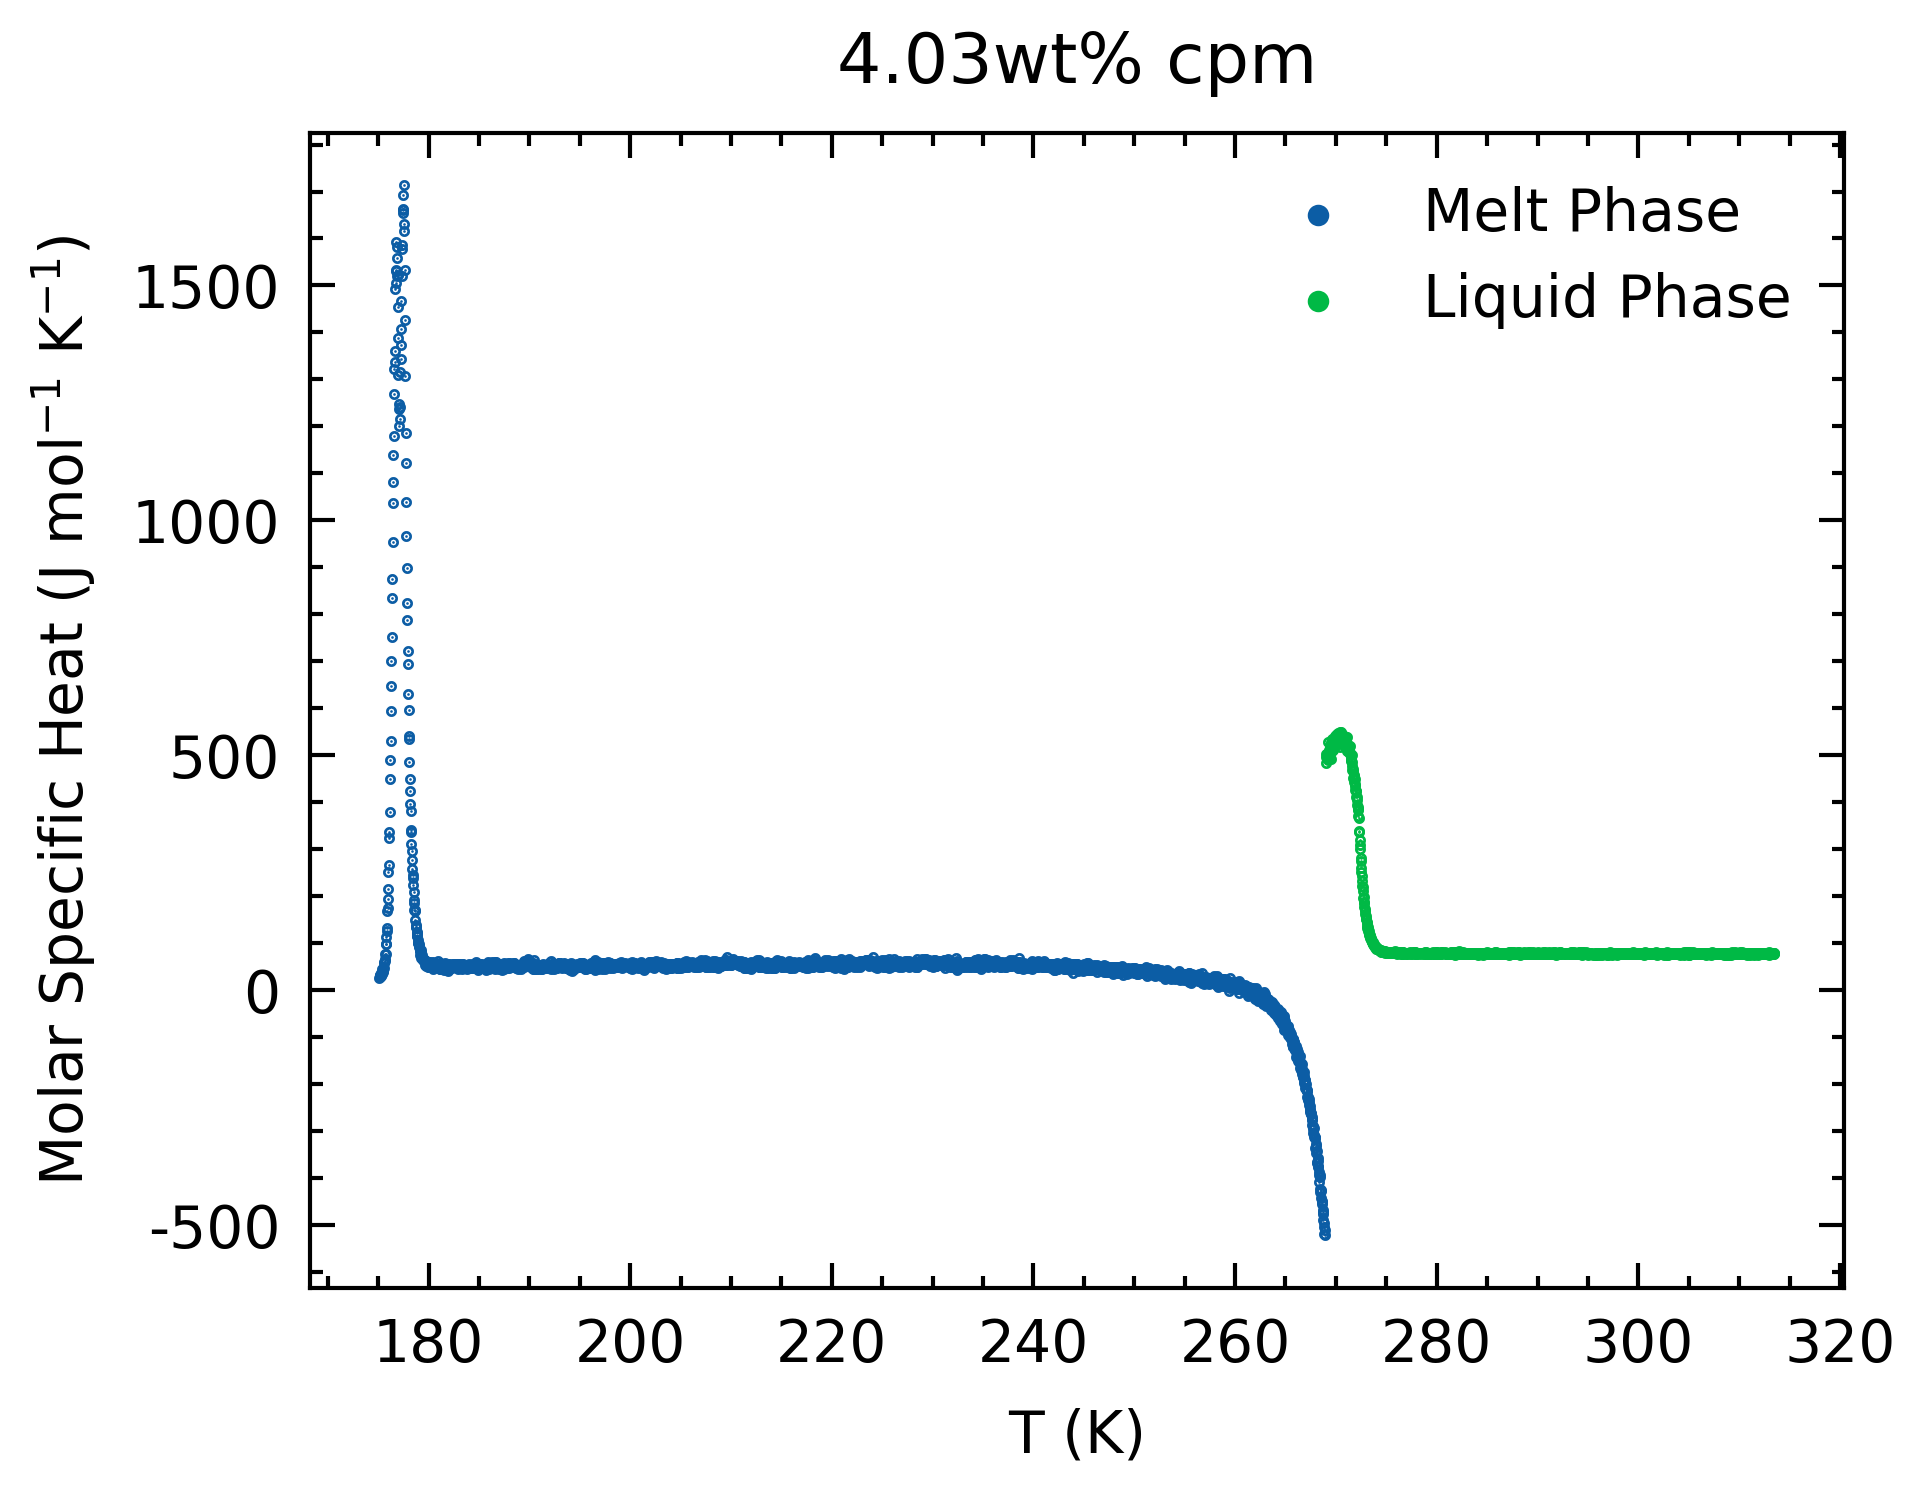 4.03wt% cpm
Molar Specific Heat (J mol⁻¹ K⁻¹)
Melt Phase
Liquid Phase
1500
1000
500
0
-500
180 200 220 240 260 280 300 320
T (K)